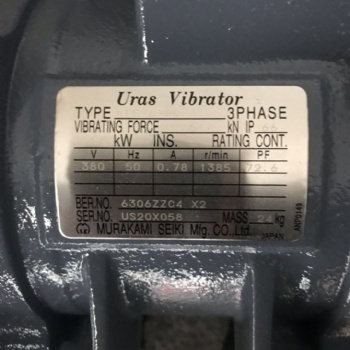 Uras Vibrator
TYPE 3PHASE
VIBRATING FORCE kN IP
kW INS. RATING CONT.
V Hz A r/min PF
380 50 0.78 1385 72.6
BER.NO. 6306ZZC4 X2
SER.NO. US20X058 MASS 21 kg
MURAKAMI SEIKI Mfg. CO., Ltd. JAPAN